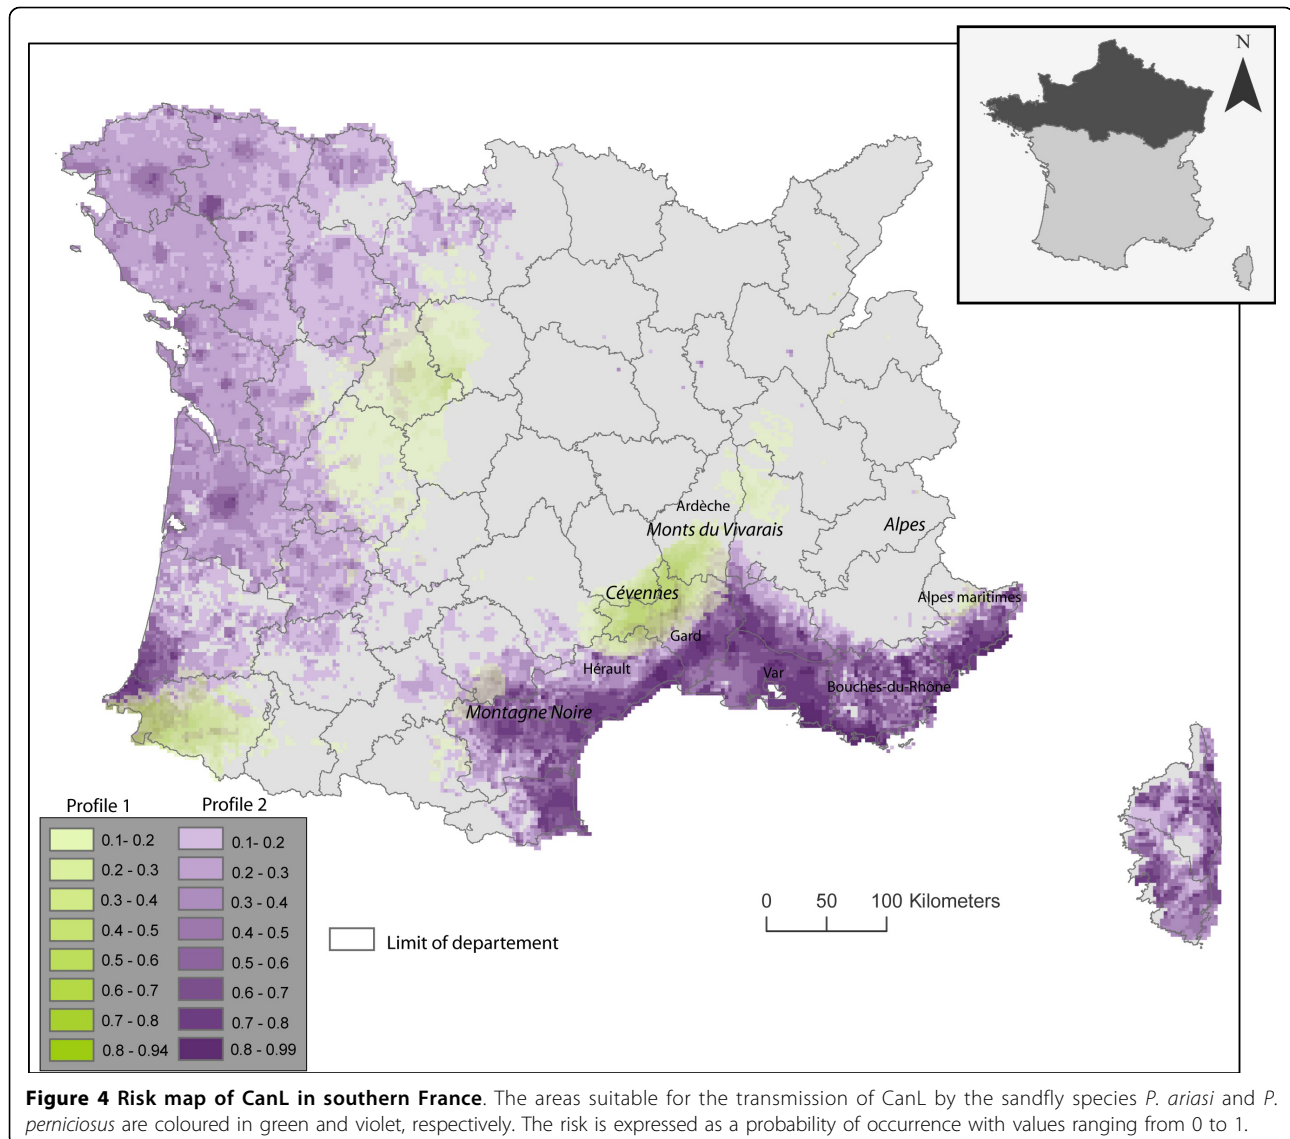 N
Ardèche
Monts du Vivarais
Alpes
Cévennes
Alpes maritimes
Gard
Hérault
Var
Bouches-du-Rhône
Montagne Noire
Profile 1 Profile 2
0.1- 0.2 0.1- 0.2
0.2 - 0.3 0.2 - 0.3
0.3 - 0.4 0.3 - 0.4
0.4 - 0.5 0.4 - 0.5
0.5 - 0.6 0.5 - 0.6
0.6 - 0.7 0.6 - 0.7
0.7 - 0.8 0.7 - 0.8
0.8 - 0.94 0.8 - 0.99
Limit of departement
0 50 100 Kilometers
Figure 4 Risk map of CanL in southern France. The areas suitable for the transmission of CanL by the sandfly species P. ariasi and P.
perniciosus are coloured in green and violet, respectively. The risk is expressed as a probability of occurrence with values ranging from 0 to 1.